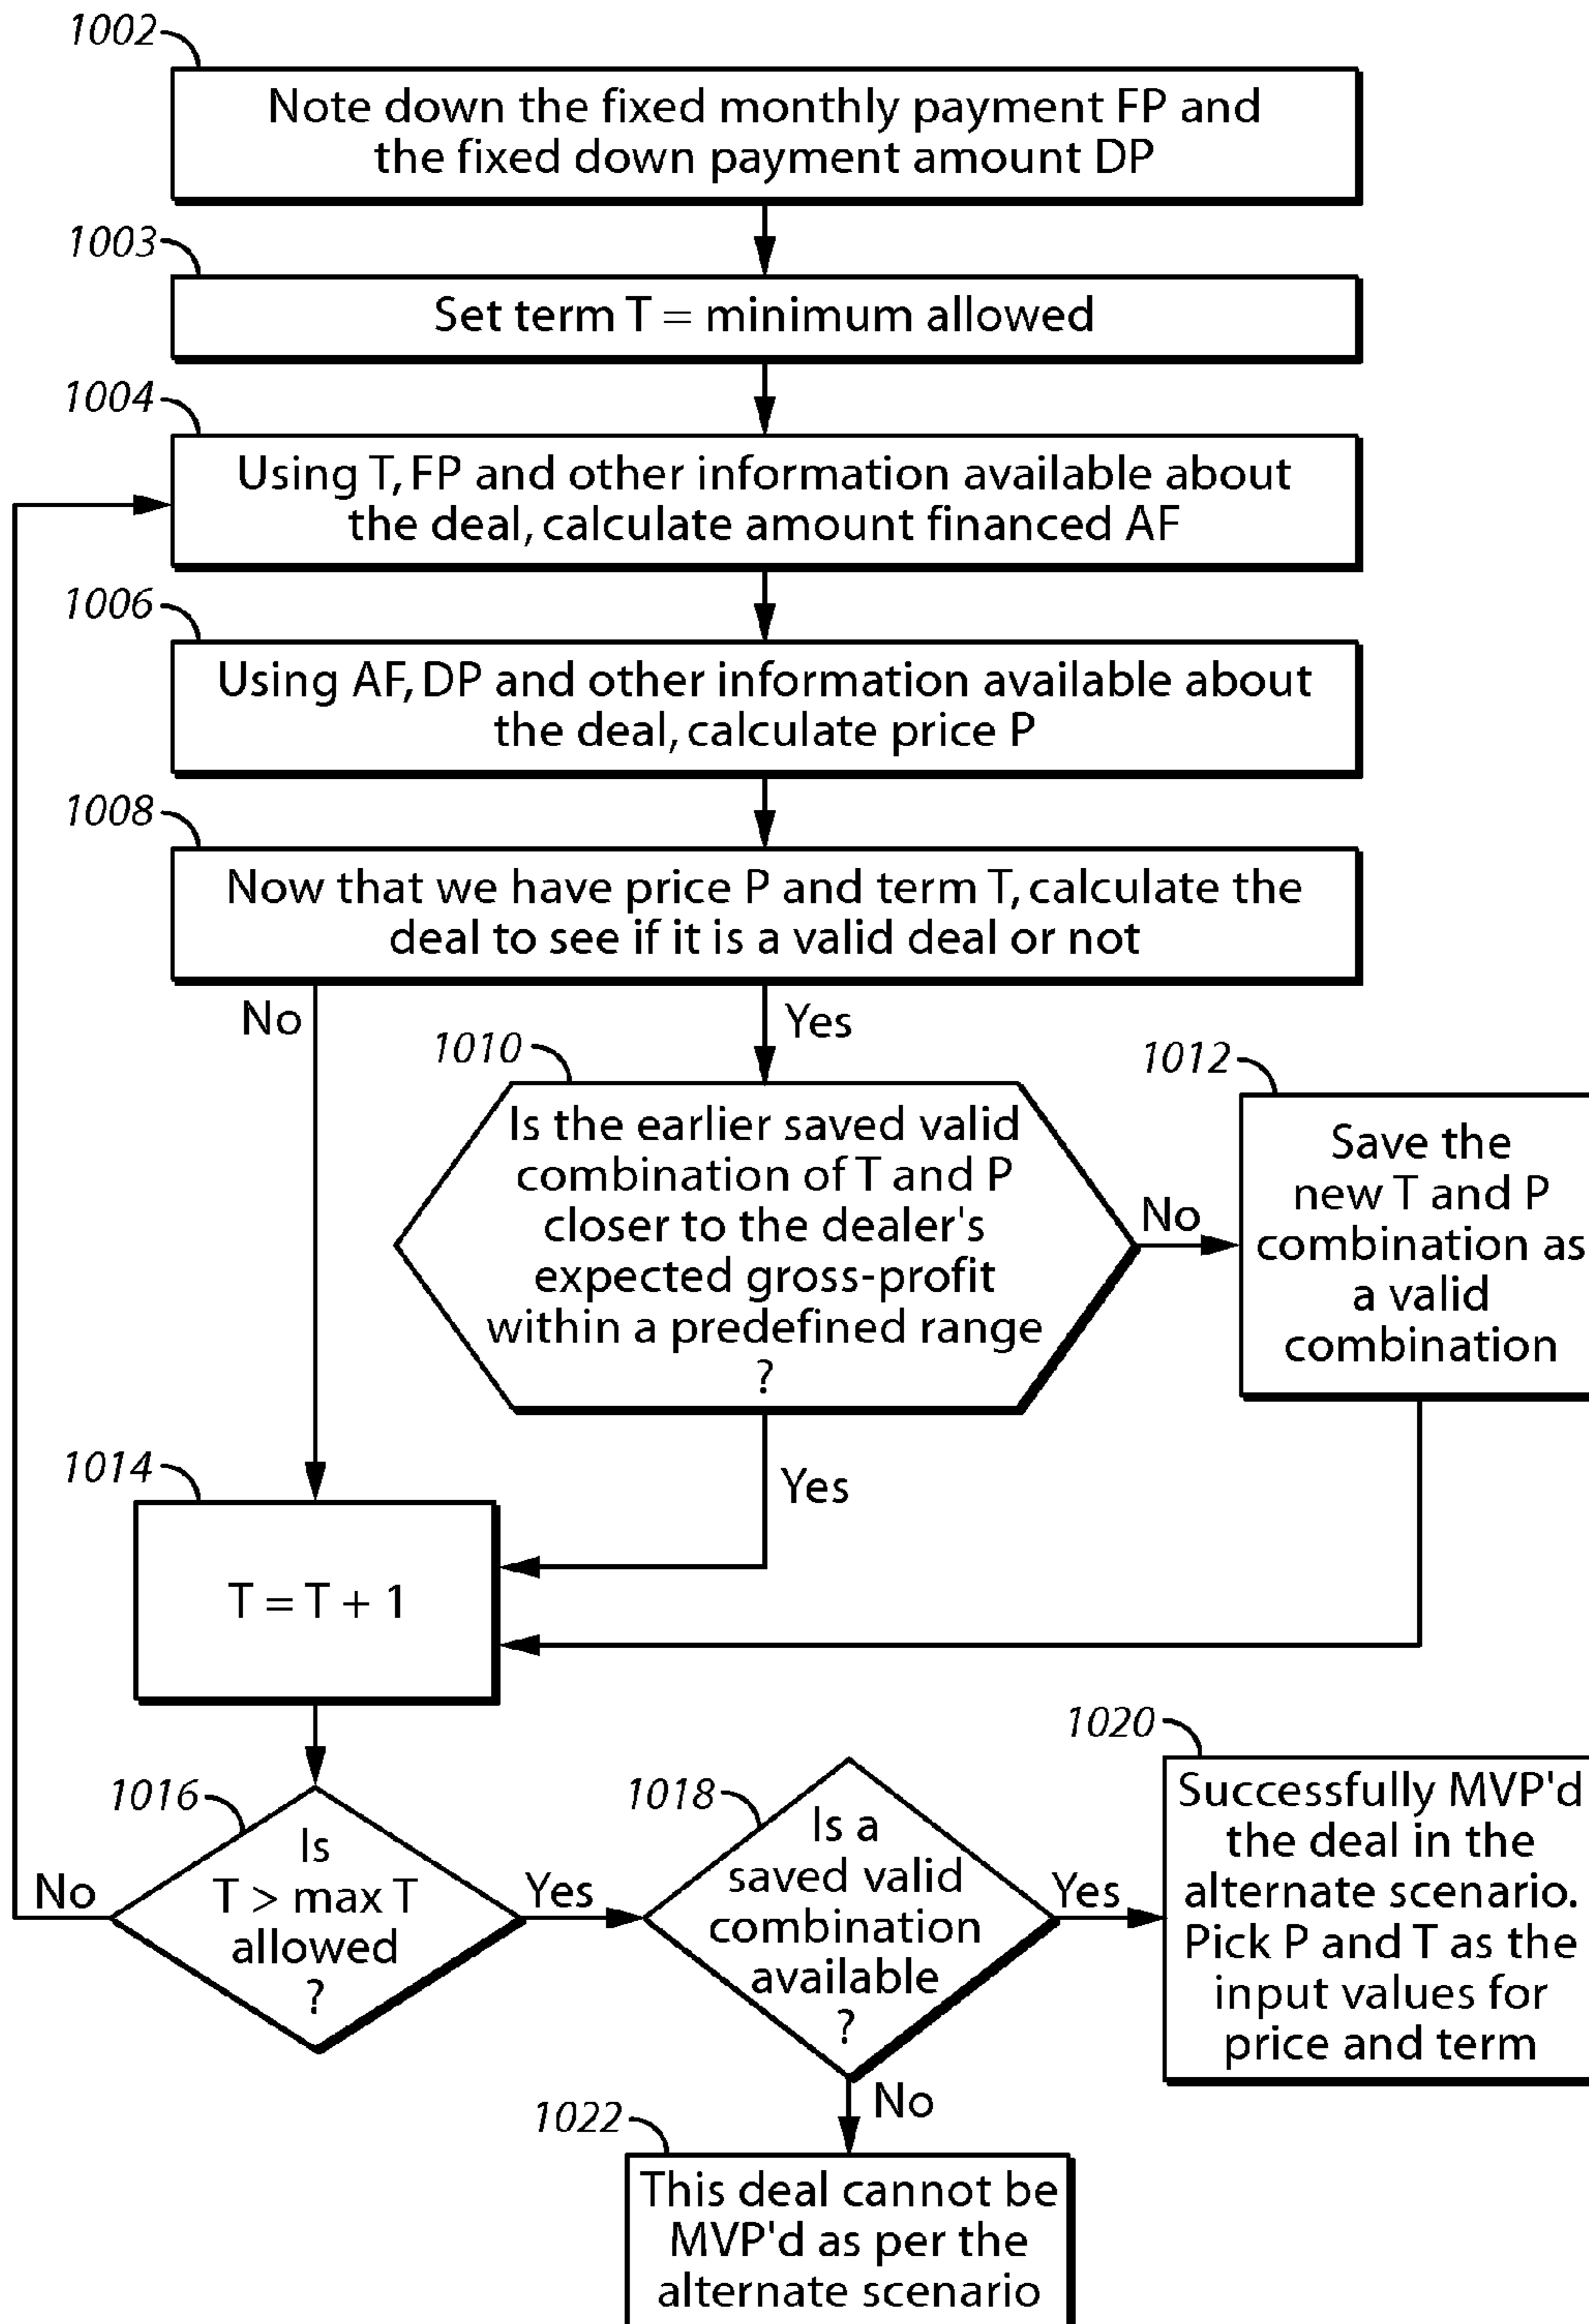 1002
Note down the fixed monthly payment FP and
the fixed down payment amount DP
1003
Set term T = minimum allowed
1004
Using T, FP and other information available about
the deal, calculate amount financed AF
1006
Using AF, DP and other information available about
the deal, calculate price P
1008
Now that we have price P and term T, calculate the
deal to see if it is a valid deal or not
No
Yes
1010
Is the earlier saved valid
combination of T and P
closer to the dealer's
expected gross-profit
within a predefined range
?
No
1012
Save the
new T and P
combination as
a valid
combination
Yes
1014
T = T + 1
1016
Is
T > max T
allowed
?
No
Yes
1018
Is a
saved valid
combination
available
?
Yes
1020
Successfully MVP'd
the deal in the
alternate scenario.
Pick P and T as the
input values for
price and term
No
1022
This deal cannot be
MVP'd as per the
alternate scenario